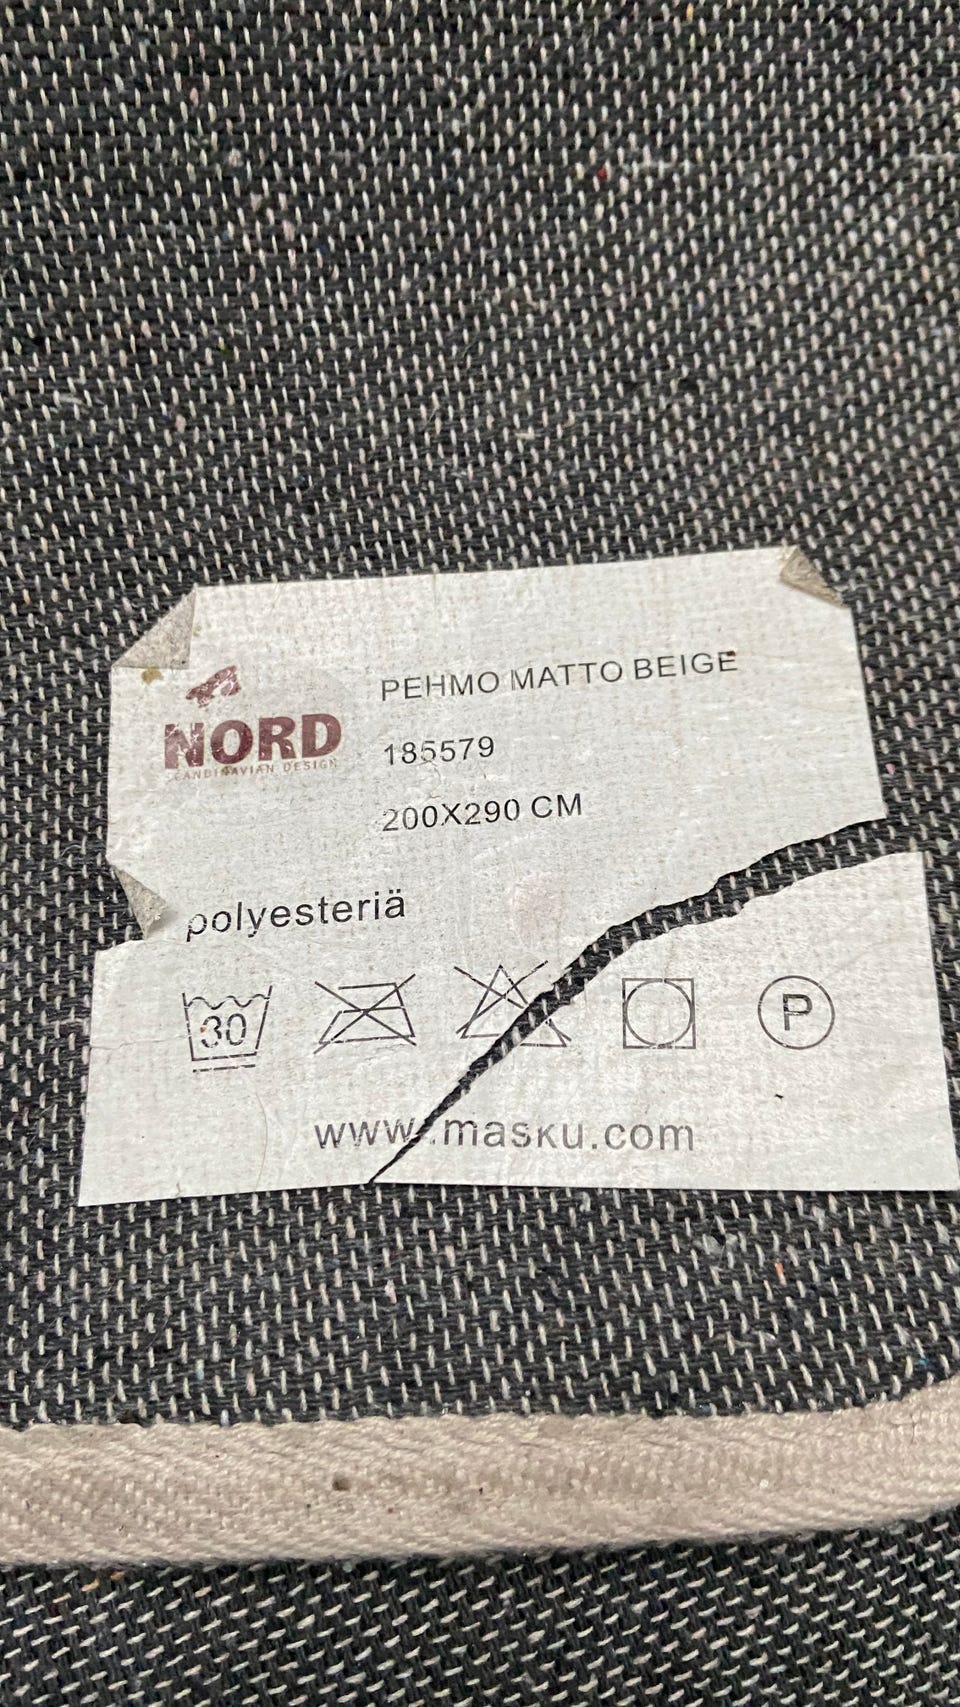 NORD
SCANDINAVIAN DESIGN
PEHMO MATTO BEIGE
185579
200X290 CM
polyesteriä
30
P
www.masku.com